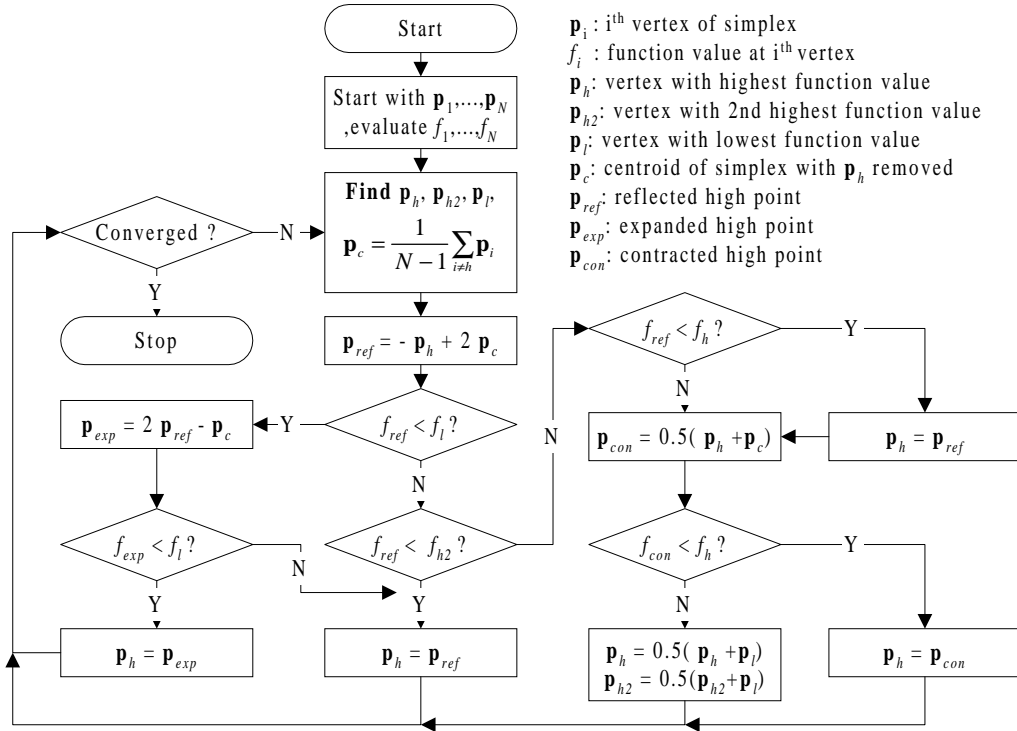 Start
Start with p₁,...,p_N
,evaluate f₁,...,f_N
Find p_h, p_h2, p_l,
p_c = 1/(N − 1) ∑_{i≠h} p_i
Converged ?
N
Y
Stop
p_ref = - p_h + 2 p_c
f_ref < f_l ?
Y
N
p_exp = 2 p_ref - p_c
f_exp < f_l ?
N
Y
p_h = p_exp
f_ref < f_h2 ?
N
Y
p_h = p_ref
f_ref < f_h ?
Y
N
p_h = p_ref
p_con = 0.5( p_h +p_c)
f_con < f_h ?
Y
N
p_h = 0.5( p_h +p_l)
p_h2 = 0.5(p_h2+p_l)
p_h = p_con
p_i : i^th vertex of simplex
f_i : function value at i^th vertex
p_h: vertex with highest function value
p_h2: vertex with 2nd highest function value
p_l: vertex with lowest function value
p_c: centroid of simplex with p_h removed
p_ref: reflected high point
p_exp: expanded high point
p_con: contracted high point